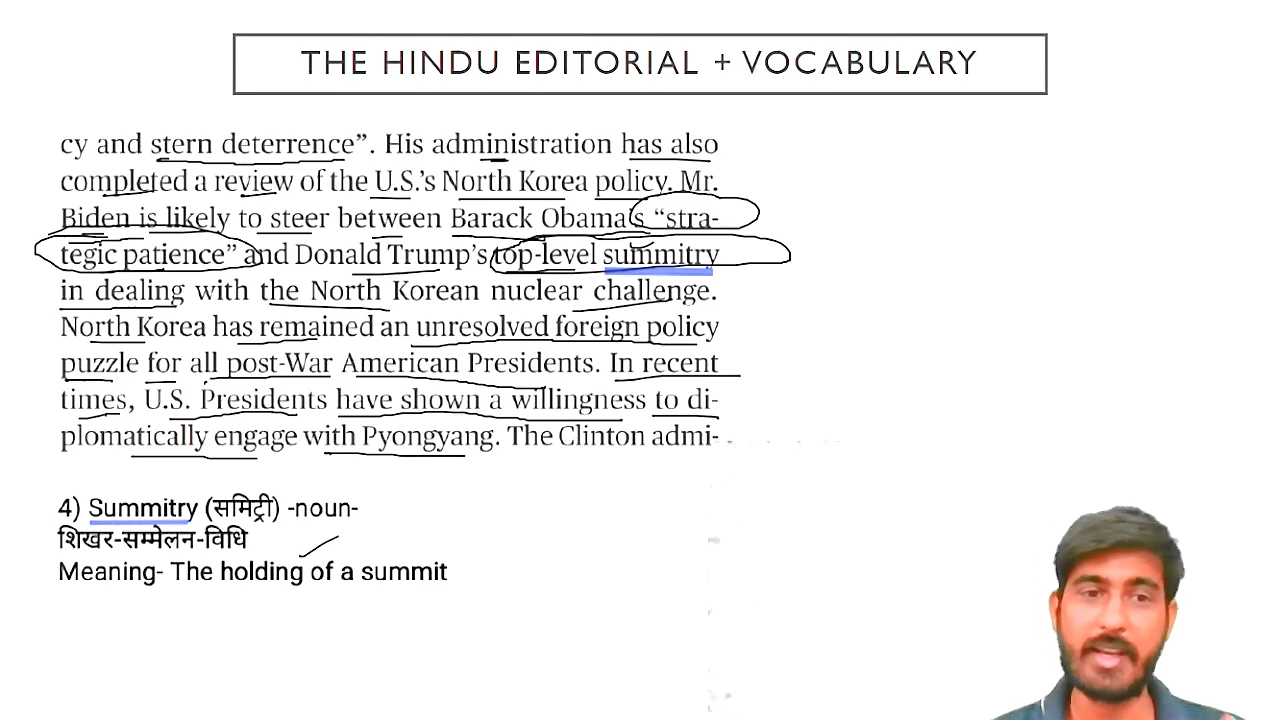 THE HINDU EDITORIAL + VOCABULARY
cy and stern deterrence”. His administration has also
completed a review of the U.S.’s North Korea policy. Mr.
Biden is likely to steer between Barack Obama’s “stra-
tegic patience” and Donald Trump’s top-level summitry
in dealing with the North Korean nuclear challenge.
North Korea has remained an unresolved foreign policy
puzzle for all post-War American Presidents. In recent
times, U.S. Presidents have shown a willingness to di-
plomatically engage with Pyongyang. The Clinton admi-
4) Summitry (समिट्री) -noun-
शिखर-सम्मेलन-विधि
Meaning- The holding of a summit